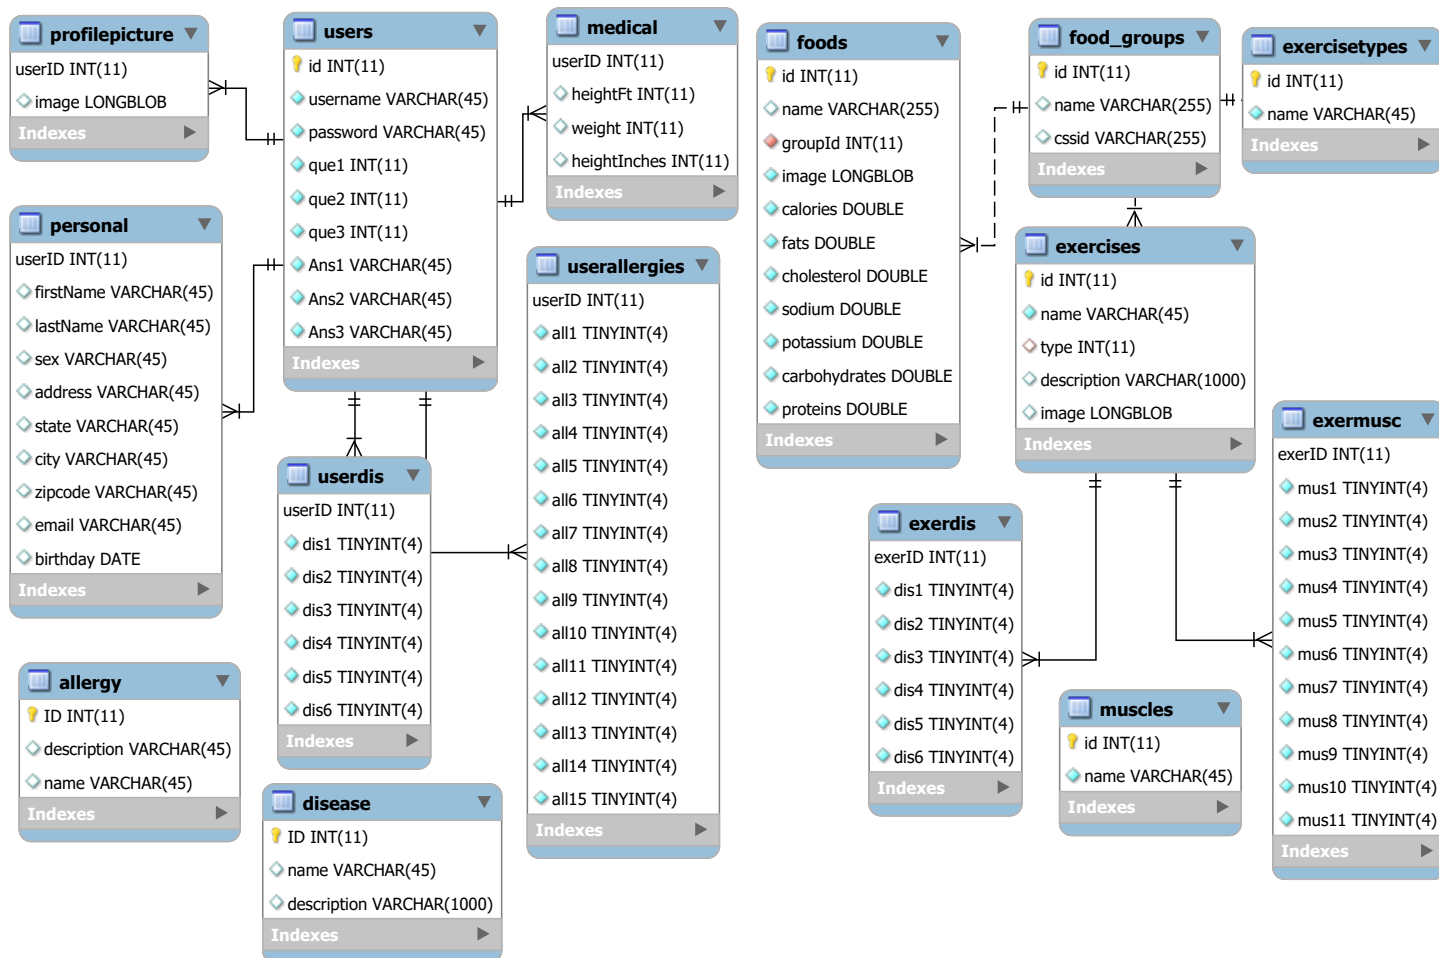 profilepicture
userID INT(11)
image LONGBLOB
Indexes
users
id INT(11)
username VARCHAR(45)
password VARCHAR(45)
que1 INT(11)
que2 INT(11)
que3 INT(11)
Ans1 VARCHAR(45)
Ans2 VARCHAR(45)
Ans3 VARCHAR(45)
Indexes
medical
userID INT(11)
heightFt INT(11)
weight INT(11)
heightInches INT(11)
Indexes
foods
id INT(11)
name VARCHAR(255)
groupId INT(11)
image LONGBLOB
calories DOUBLE
fats DOUBLE
cholesterol DOUBLE
sodium DOUBLE
potassium DOUBLE
carbohydrates DOUBLE
proteins DOUBLE
Indexes
food_groups
id INT(11)
name VARCHAR(255)
cssid VARCHAR(255)
Indexes
exercisetypes
id INT(11)
name VARCHAR(45)
Indexes
personal
userID INT(11)
firstName VARCHAR(45)
lastName VARCHAR(45)
sex VARCHAR(45)
address VARCHAR(45)
state VARCHAR(45)
city VARCHAR(45)
zipcode VARCHAR(45)
email VARCHAR(45)
birthday DATE
Indexes
userallergies
userID INT(11)
all1 TINYINT(4)
all2 TINYINT(4)
all3 TINYINT(4)
all4 TINYINT(4)
all5 TINYINT(4)
all6 TINYINT(4)
all7 TINYINT(4)
all8 TINYINT(4)
all9 TINYINT(4)
all10 TINYINT(4)
all11 TINYINT(4)
all12 TINYINT(4)
all13 TINYINT(4)
all14 TINYINT(4)
all15 TINYINT(4)
Indexes
exercises
id INT(11)
name VARCHAR(45)
type INT(11)
description VARCHAR(1000)
image LONGBLOB
Indexes
exermusc
exerID INT(11)
mus1 TINYINT(4)
mus2 TINYINT(4)
mus3 TINYINT(4)
mus4 TINYINT(4)
mus5 TINYINT(4)
mus6 TINYINT(4)
mus7 TINYINT(4)
mus8 TINYINT(4)
mus9 TINYINT(4)
mus10 TINYINT(4)
mus11 TINYINT(4)
Indexes
userdis
userID INT(11)
dis1 TINYINT(4)
dis2 TINYINT(4)
dis3 TINYINT(4)
dis4 TINYINT(4)
dis5 TINYINT(4)
dis6 TINYINT(4)
Indexes
exerdis
exerID INT(11)
dis1 TINYINT(4)
dis2 TINYINT(4)
dis3 TINYINT(4)
dis4 TINYINT(4)
dis5 TINYINT(4)
dis6 TINYINT(4)
Indexes
allergy
ID INT(11)
description VARCHAR(45)
name VARCHAR(45)
Indexes
muscles
id INT(11)
name VARCHAR(45)
Indexes
disease
ID INT(11)
name VARCHAR(45)
description VARCHAR(1000)
Indexes